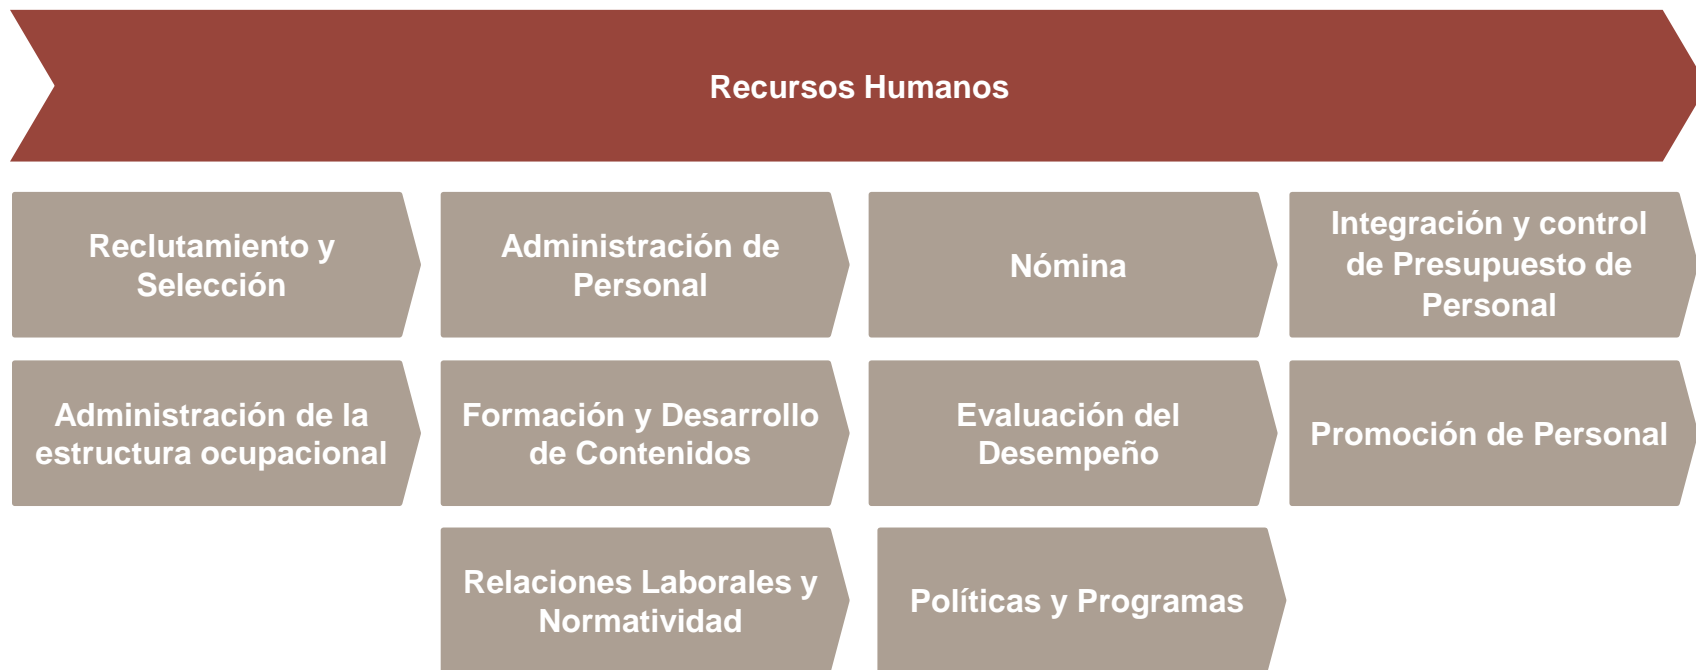 Recursos Humanos
Reclutamiento y
Selección
Administración de
Personal
Nómina
Integración y control
de Presupuesto de
Personal
Administración de la
estructura ocupacional
Formación y Desarrollo
de Contenidos
Evaluación del
Desempeño
Promoción de Personal
Relaciones Laborales y
Normatividad
Políticas y Programas